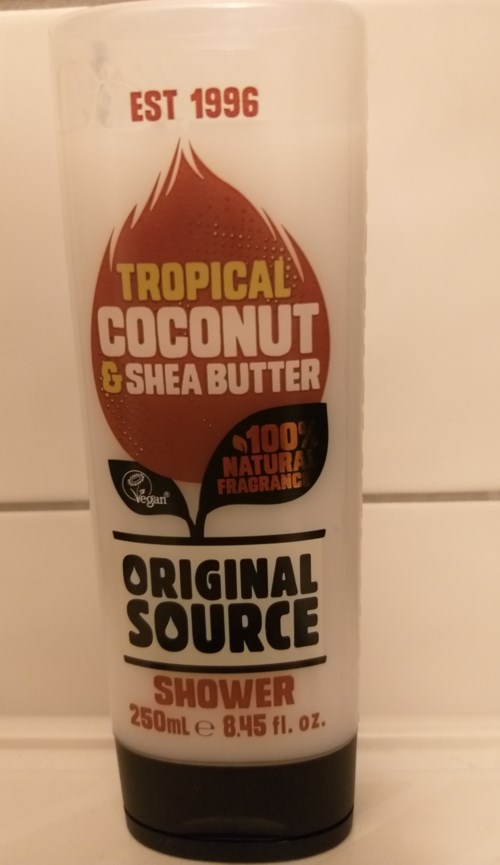 EST 1996
TROPICAL
COCONUT
& SHEA BUTTER
100%
NATURAL
FRAGRANCE
Vegan®
ORIGINAL
SOURCE
SHOWER
250mL ℮ 8.45 fl. oz.